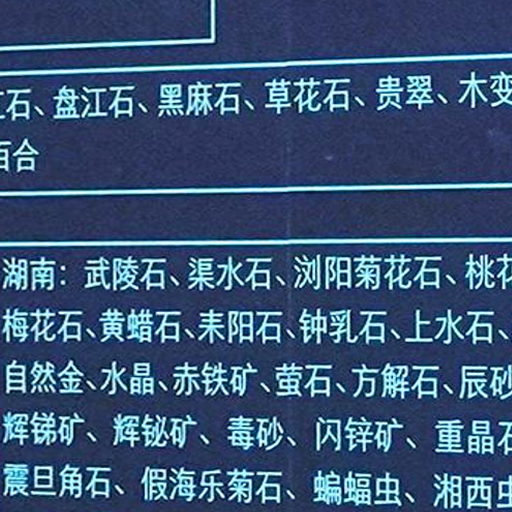 石、盘江石、黑麻石、草花石、贵翠、木变
百合
湖南：武陵石、渠水石、浏阳菊花石、桃花
梅花石、黄蜡石、耒阳石、钟乳石、上水石、
自然金、水晶、赤铁矿、萤石、方解石、辰砂
辉锑矿、辉铋矿、毒砂、闪锌矿、重晶石
震旦角石、假海乐菊石、蝙蝠虫、湘西虫